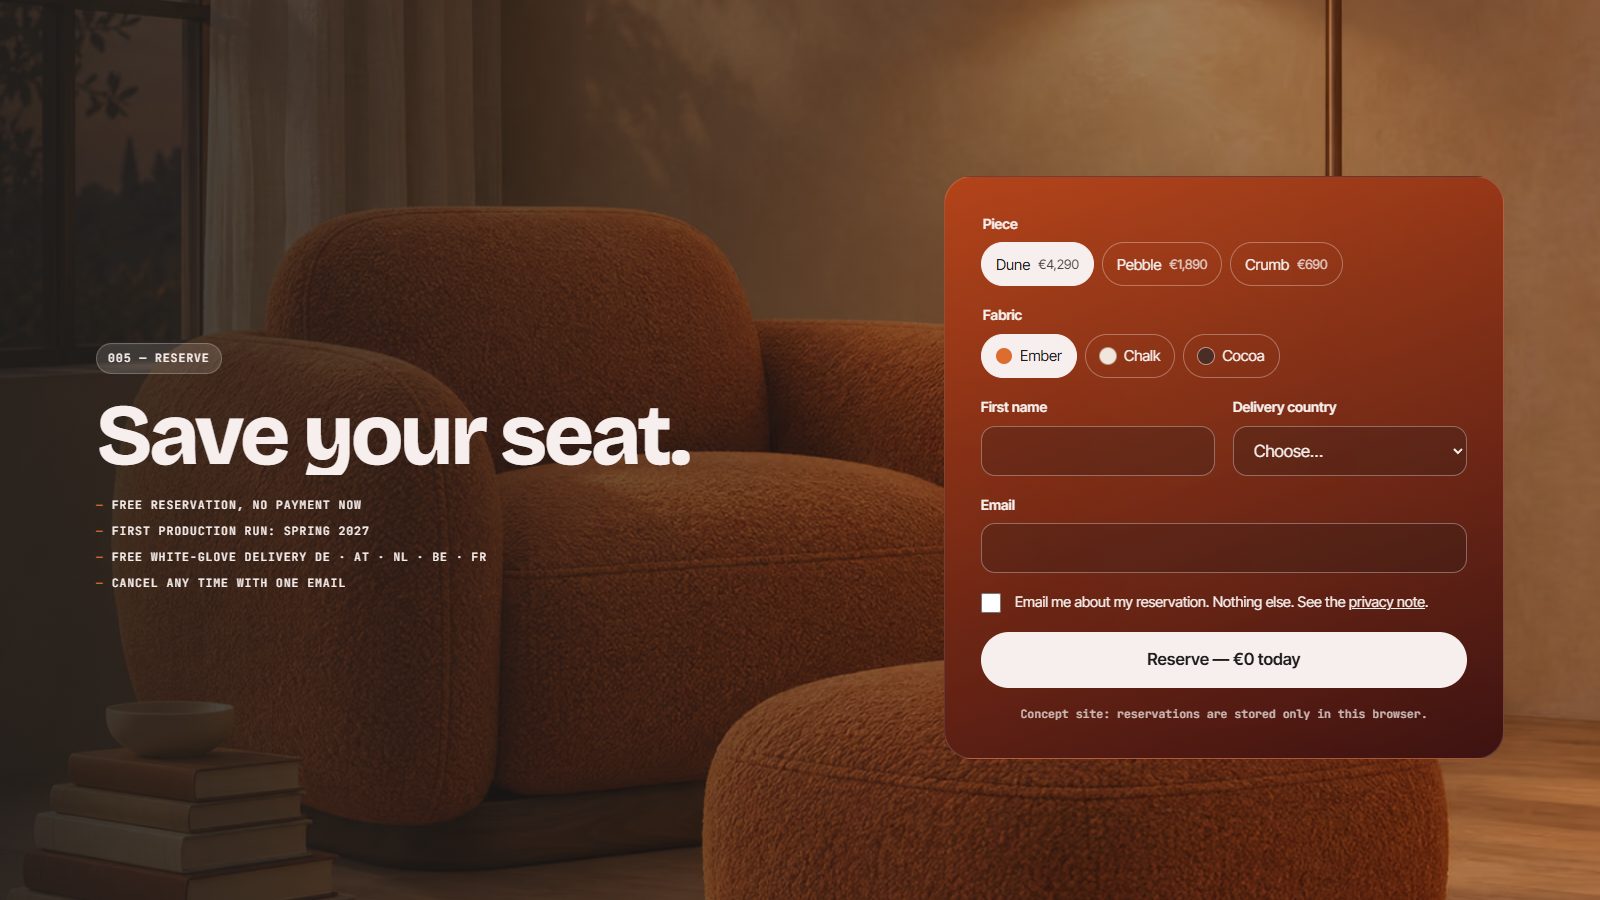 005 — RESERVE
Save your seat.
— FREE RESERVATION, NO PAYMENT NOW
— FIRST PRODUCTION RUN: SPRING 2027
— FREE WHITE-GLOVE DELIVERY DE · AT · NL · BE · FR
— CANCEL ANY TIME WITH ONE EMAIL
Piece
Dune €4,290 Pebble €1,890 Crumb €690
Fabric
Ember Chalk Cocoa
First name Delivery country
Choose...
Email
Email me about my reservation. Nothing else. See the privacy note.
Reserve — €0 today
Concept site: reservations are stored only in this browser.